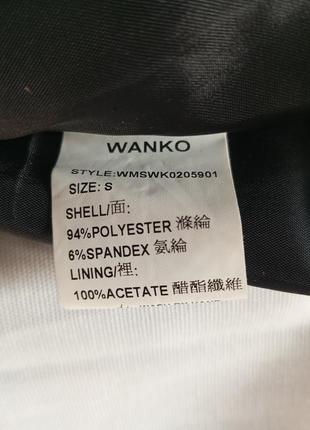 WANKO
STYLE:WMSWK0205901
SIZE: S
SHELL/面:
94%POLYESTER 滌綸
6%SPANDEX 氨綸
LINING/裡:
100%ACETATE 醋酯纖維